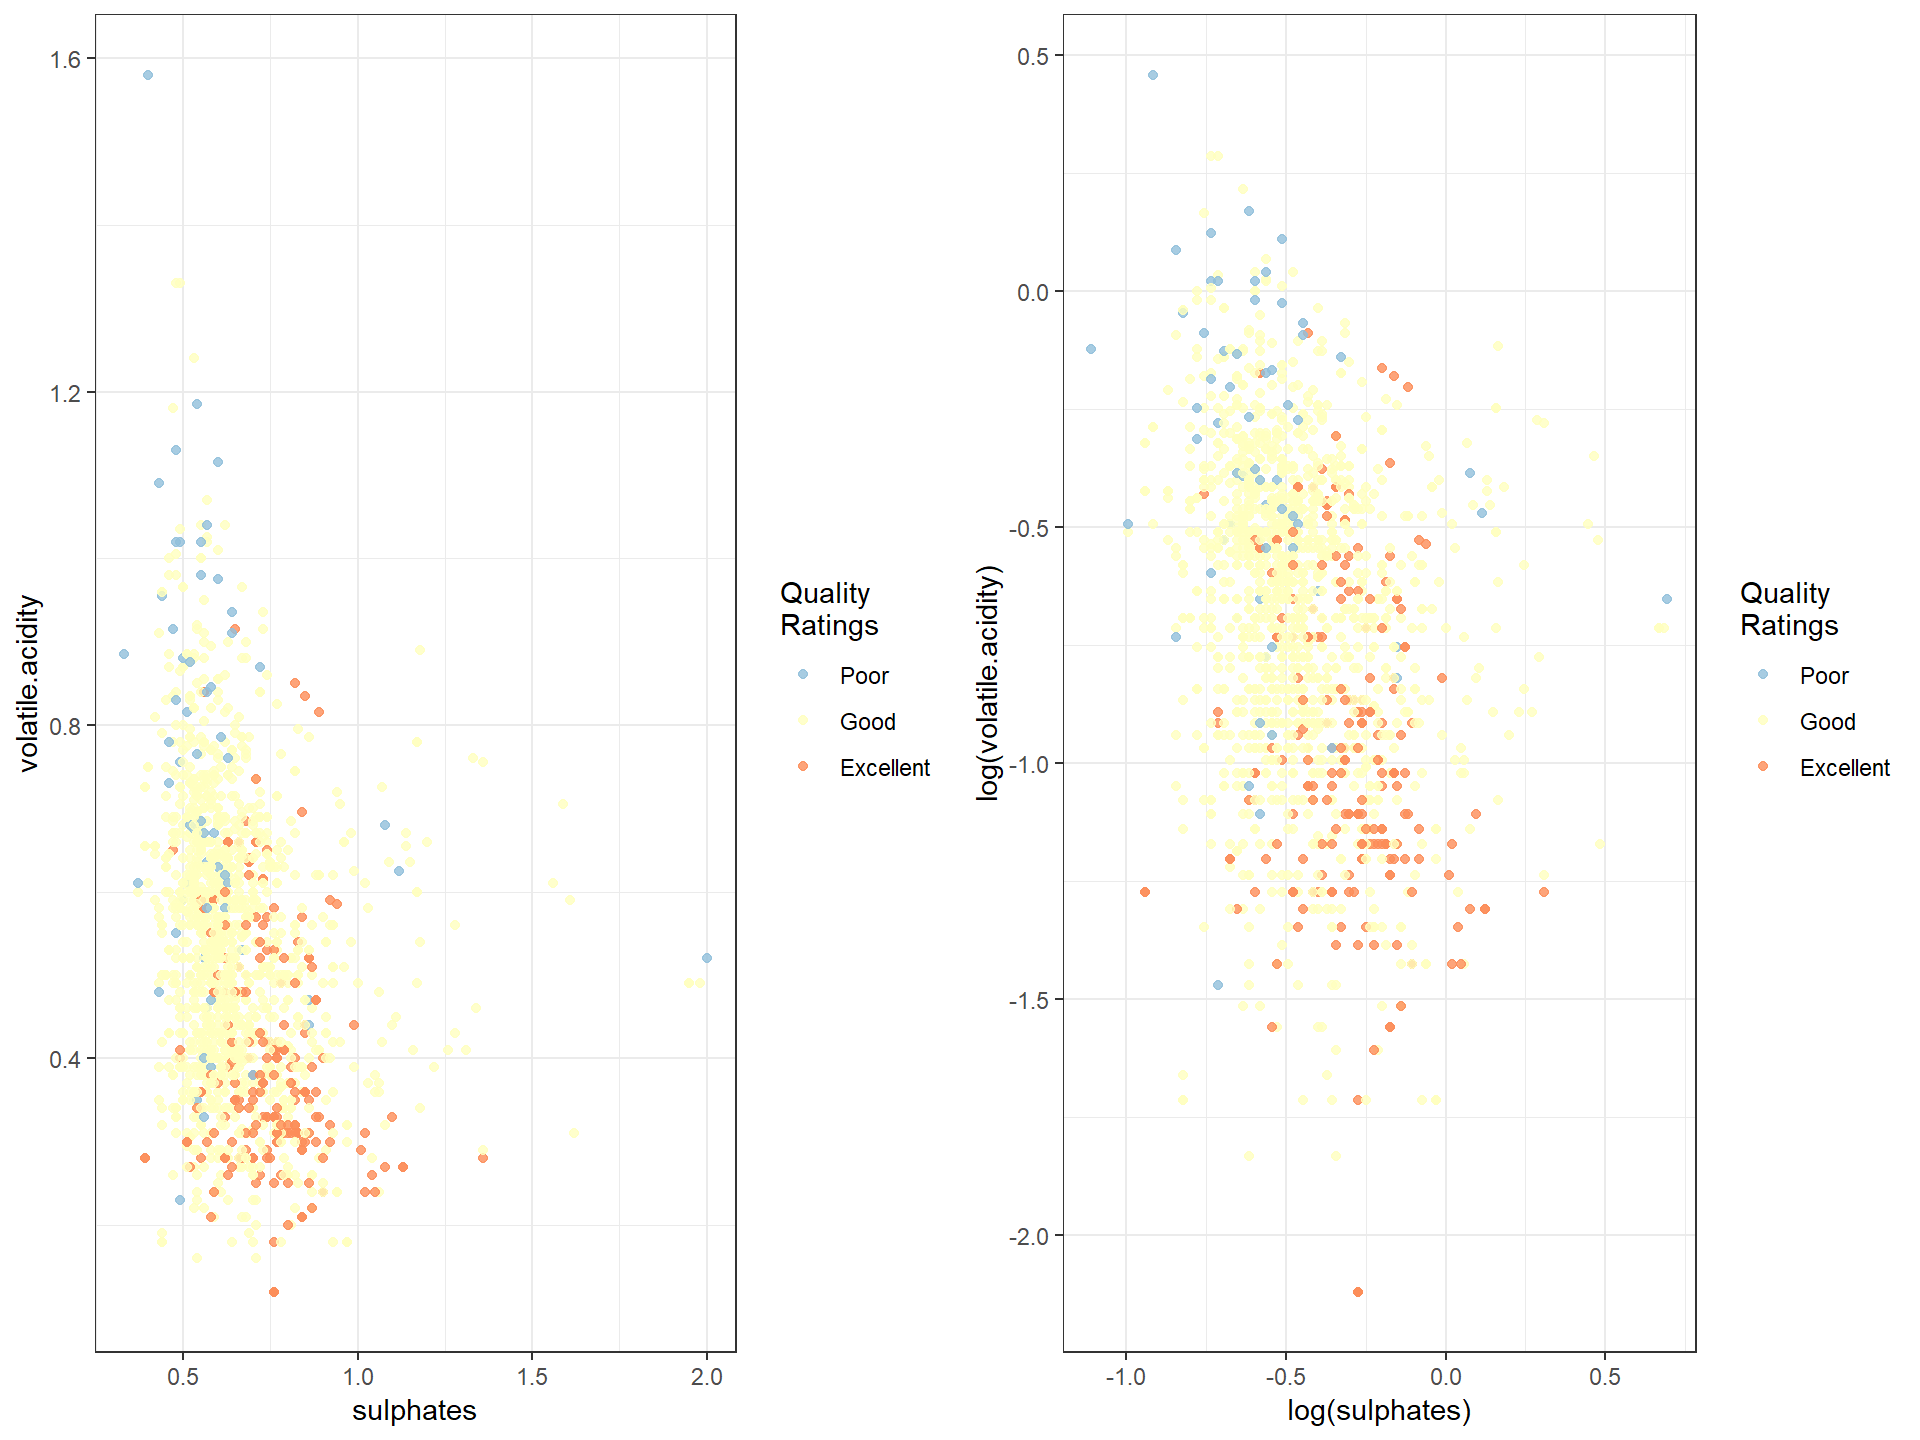 1.6
1.2
0.8
0.4
volatile.acidity
0.5
1.0
1.5
2.0
sulphates
Quality
Ratings
Poor
Good
Excellent
0.5
0.0
-0.5
-1.0
-1.5
-2.0
log(volatile.acidity)
-1.0
-0.5
0.0
0.5
log(sulphates)
Quality
Ratings
Poor
Good
Excellent